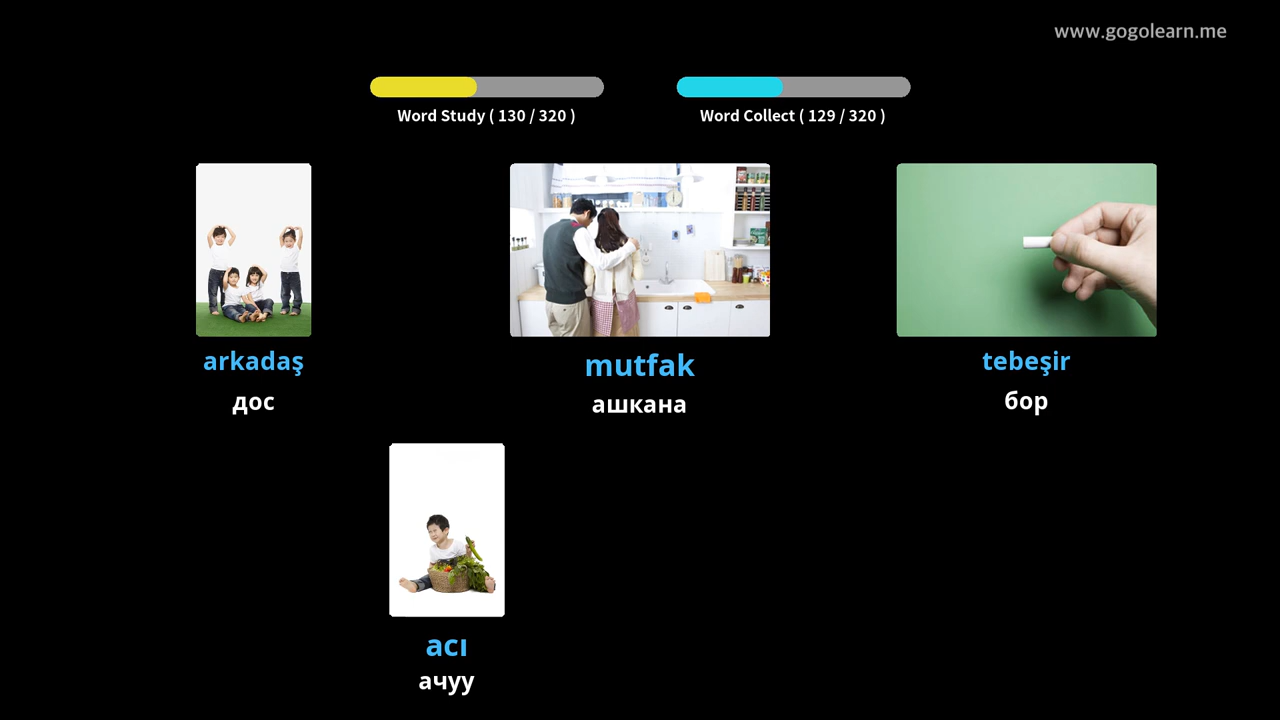 www.gogolearn.me
Word Study ( 130 / 320 )
Word Collect ( 129 / 320 )
arkadaş
дос
mutfak
ашкана
tebeşir
бор
acı
ачуу